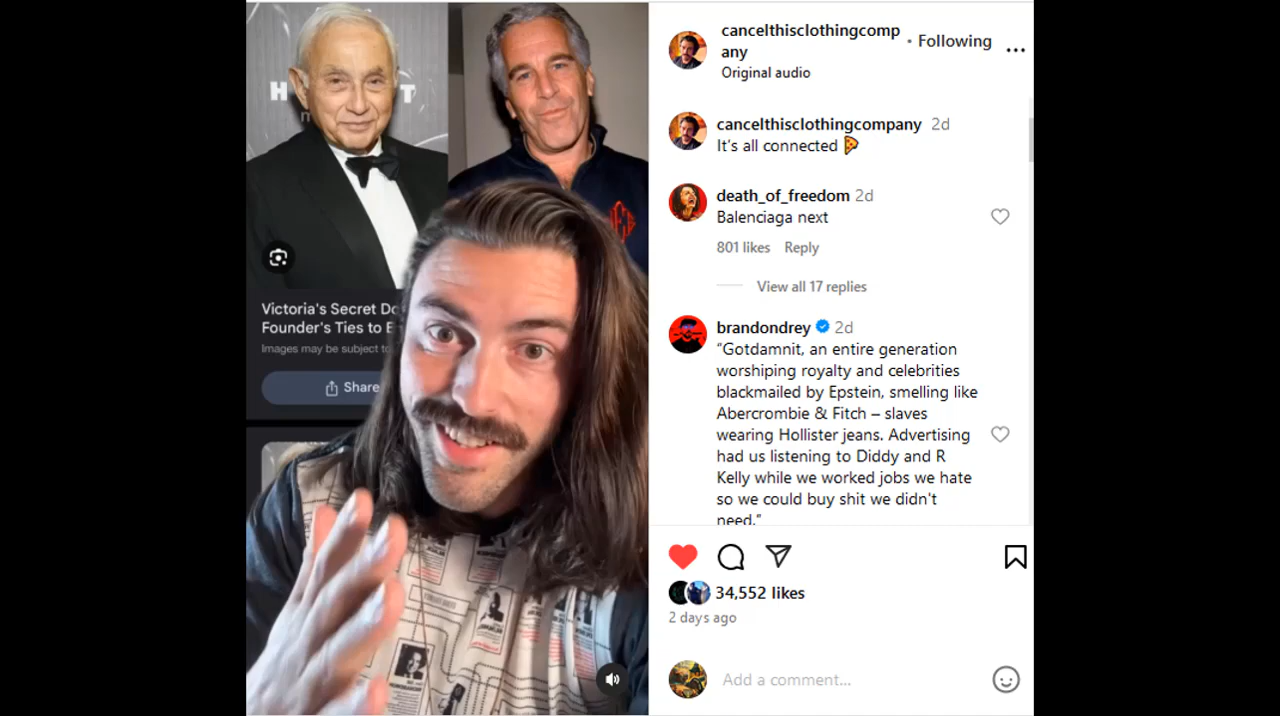 H T
m
Victoria's Secret Do
Founder's Ties to E
Images may be subject to
Share
cancelthisclothingcomp
any
• Following
Original audio
cancelthisclothingcompany 2d
It's all connected 🍕
death_of_freedom 2d
Balenciaga next
801 likes Reply
View all 17 replies
brandondrey 2d
“Gotdamnit, an entire generation
worshiping royalty and celebrities
blackmailed by Epstein, smelling like
Abercrombie & Fitch – slaves
wearing Hollister jeans. Advertising
had us listening to Diddy and R
Kelly while we worked jobs we hate
so we could buy shit we didn't
need.”
34,552 likes
2 days ago
Add a comment...